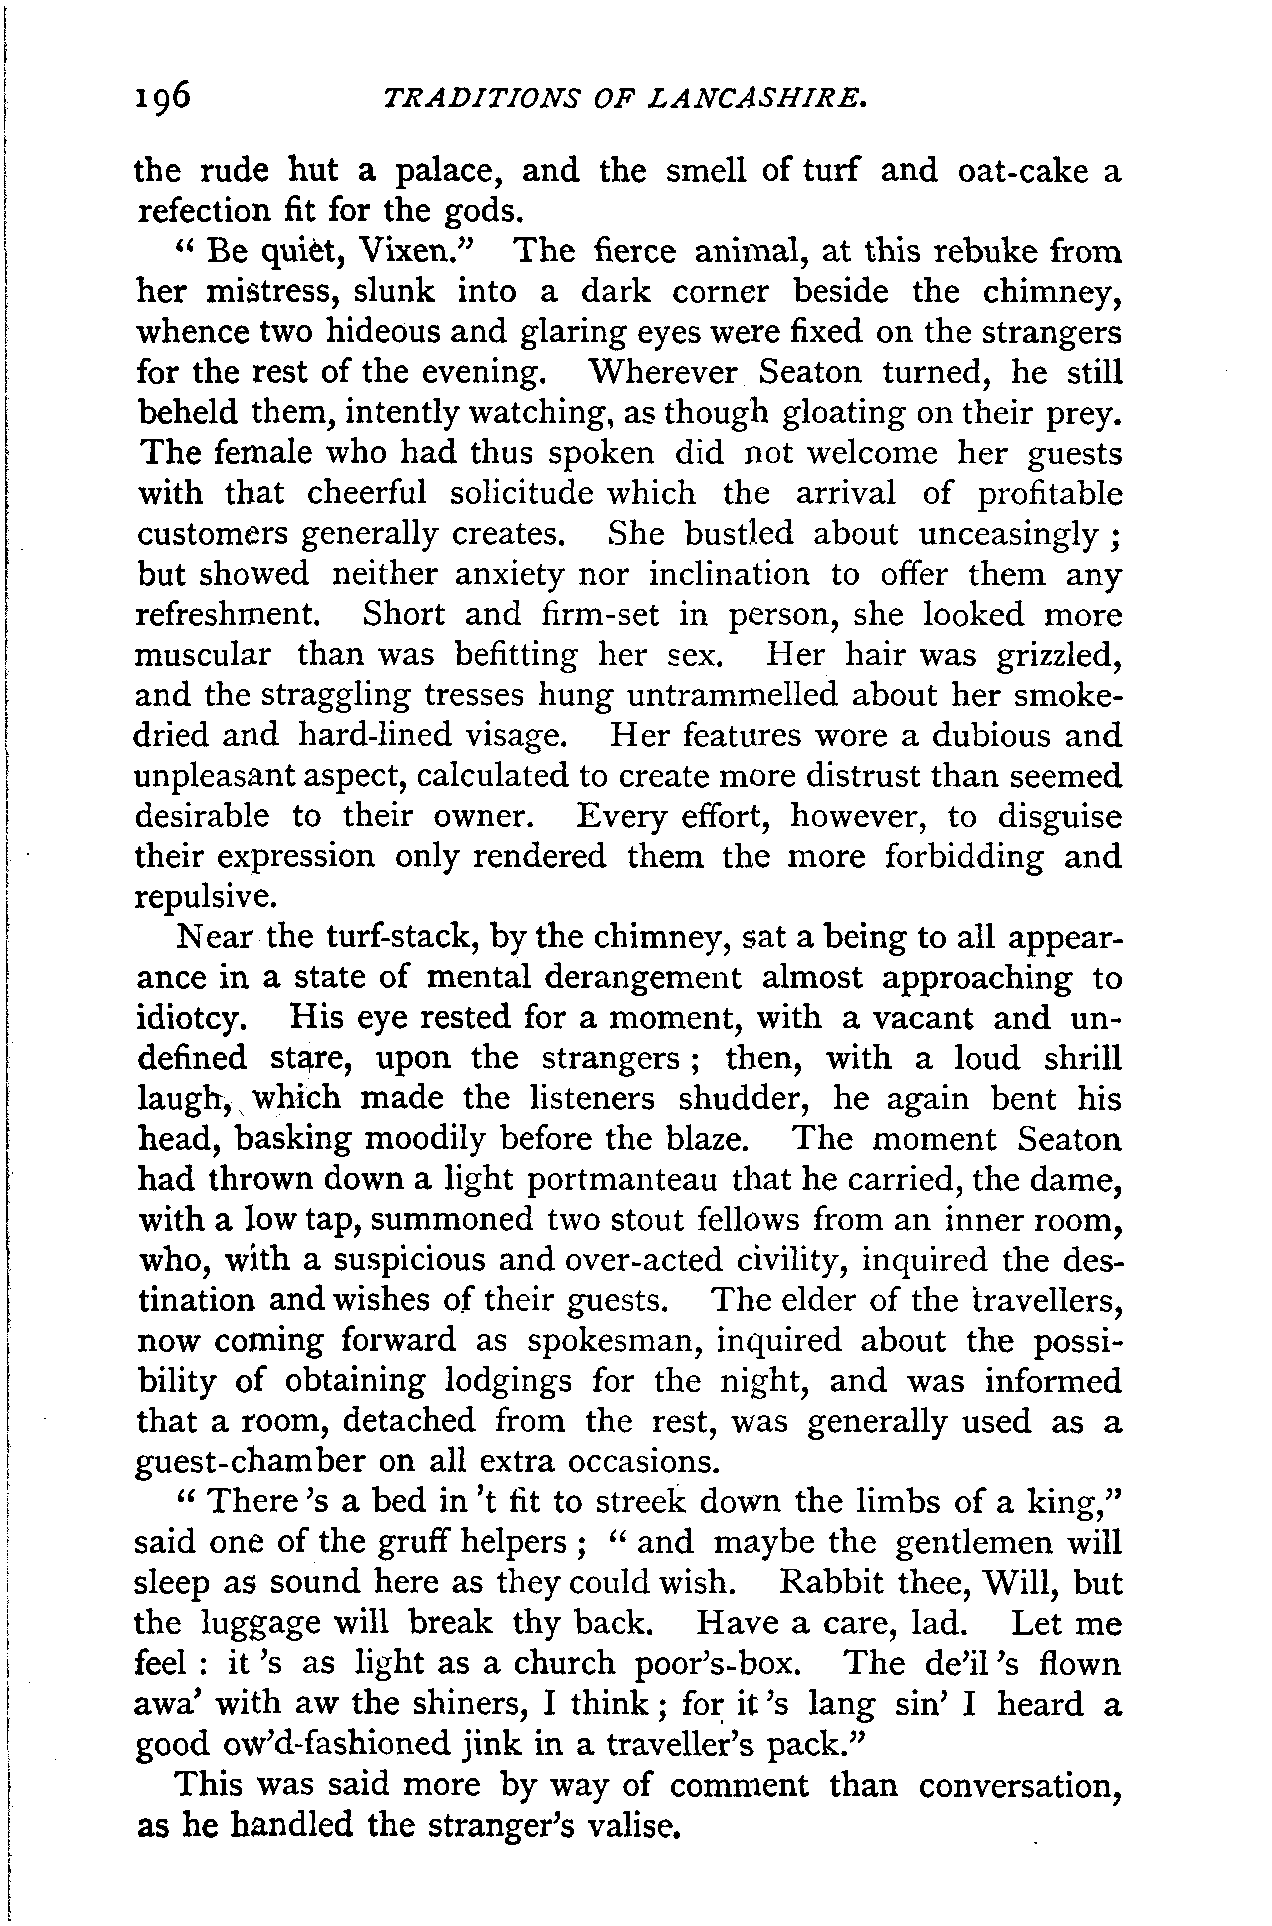 196 TRADITIONS OF LANCASHIRE.
the rude hut a palace, and the smell of turf and oat-cake a
refection fit for the gods.
“ Be quiet, Vixen.” The fierce animal, at this rebuke from
her mistress, slunk into a dark corner beside the chimney,
whence two hideous and glaring eyes were fixed on the strangers
for the rest of the evening. Wherever Seaton turned, he still
beheld them, intently watching, as though gloating on their prey.
The female who had thus spoken did not welcome her guests
with that cheerful solicitude which the arrival of profitable
customers generally creates. She bustled about unceasingly ;
but showed neither anxiety nor inclination to offer them any
refreshment. Short and firm-set in person, she looked more
muscular than was befitting her sex. Her hair was grizzled,
and the straggling tresses hung untrammelled about her smoke-
dried and hard-lined visage. Her features wore a dubious and
unpleasant aspect, calculated to create more distrust than seemed
desirable to their owner. Every effort, however, to disguise
their expression only rendered them the more forbidding and
repulsive.
Near the turf-stack, by the chimney, sat a being to all appear-
ance in a state of mental derangement almost approaching to
idiotcy. His eye rested for a moment, with a vacant and un-
defined stare, upon the strangers ; then, with a loud shrill
laugh, which made the listeners shudder, he again bent his
head, basking moodily before the blaze. The moment Seaton
had thrown down a light portmanteau that he carried, the dame,
with a low tap, summoned two stout fellows from an inner room,
who, with a suspicious and over-acted civility, inquired the des-
tination and wishes of their guests. The elder of the travellers,
now coming forward as spokesman, inquired about the possi-
bility of obtaining lodgings for the night, and was informed
that a room, detached from the rest, was generally used as a
guest-chamber on all extra occasions.
“ There 's a bed in 't fit to streek down the limbs of a king,”
said one of the gruff helpers ; “ and maybe the gentlemen will
sleep as sound here as they could wish. Rabbit thee, Will, but
the luggage will break thy back. Have a care, lad. Let me
feel : it 's as light as a church poor's-box. The de'il 's flown
awa' with aw the shiners, I think ; for it 's lang sin' I heard a
good ow'd-fashioned jink in a traveller's pack.”
This was said more by way of comment than conversation,
as he handled the stranger's valise.